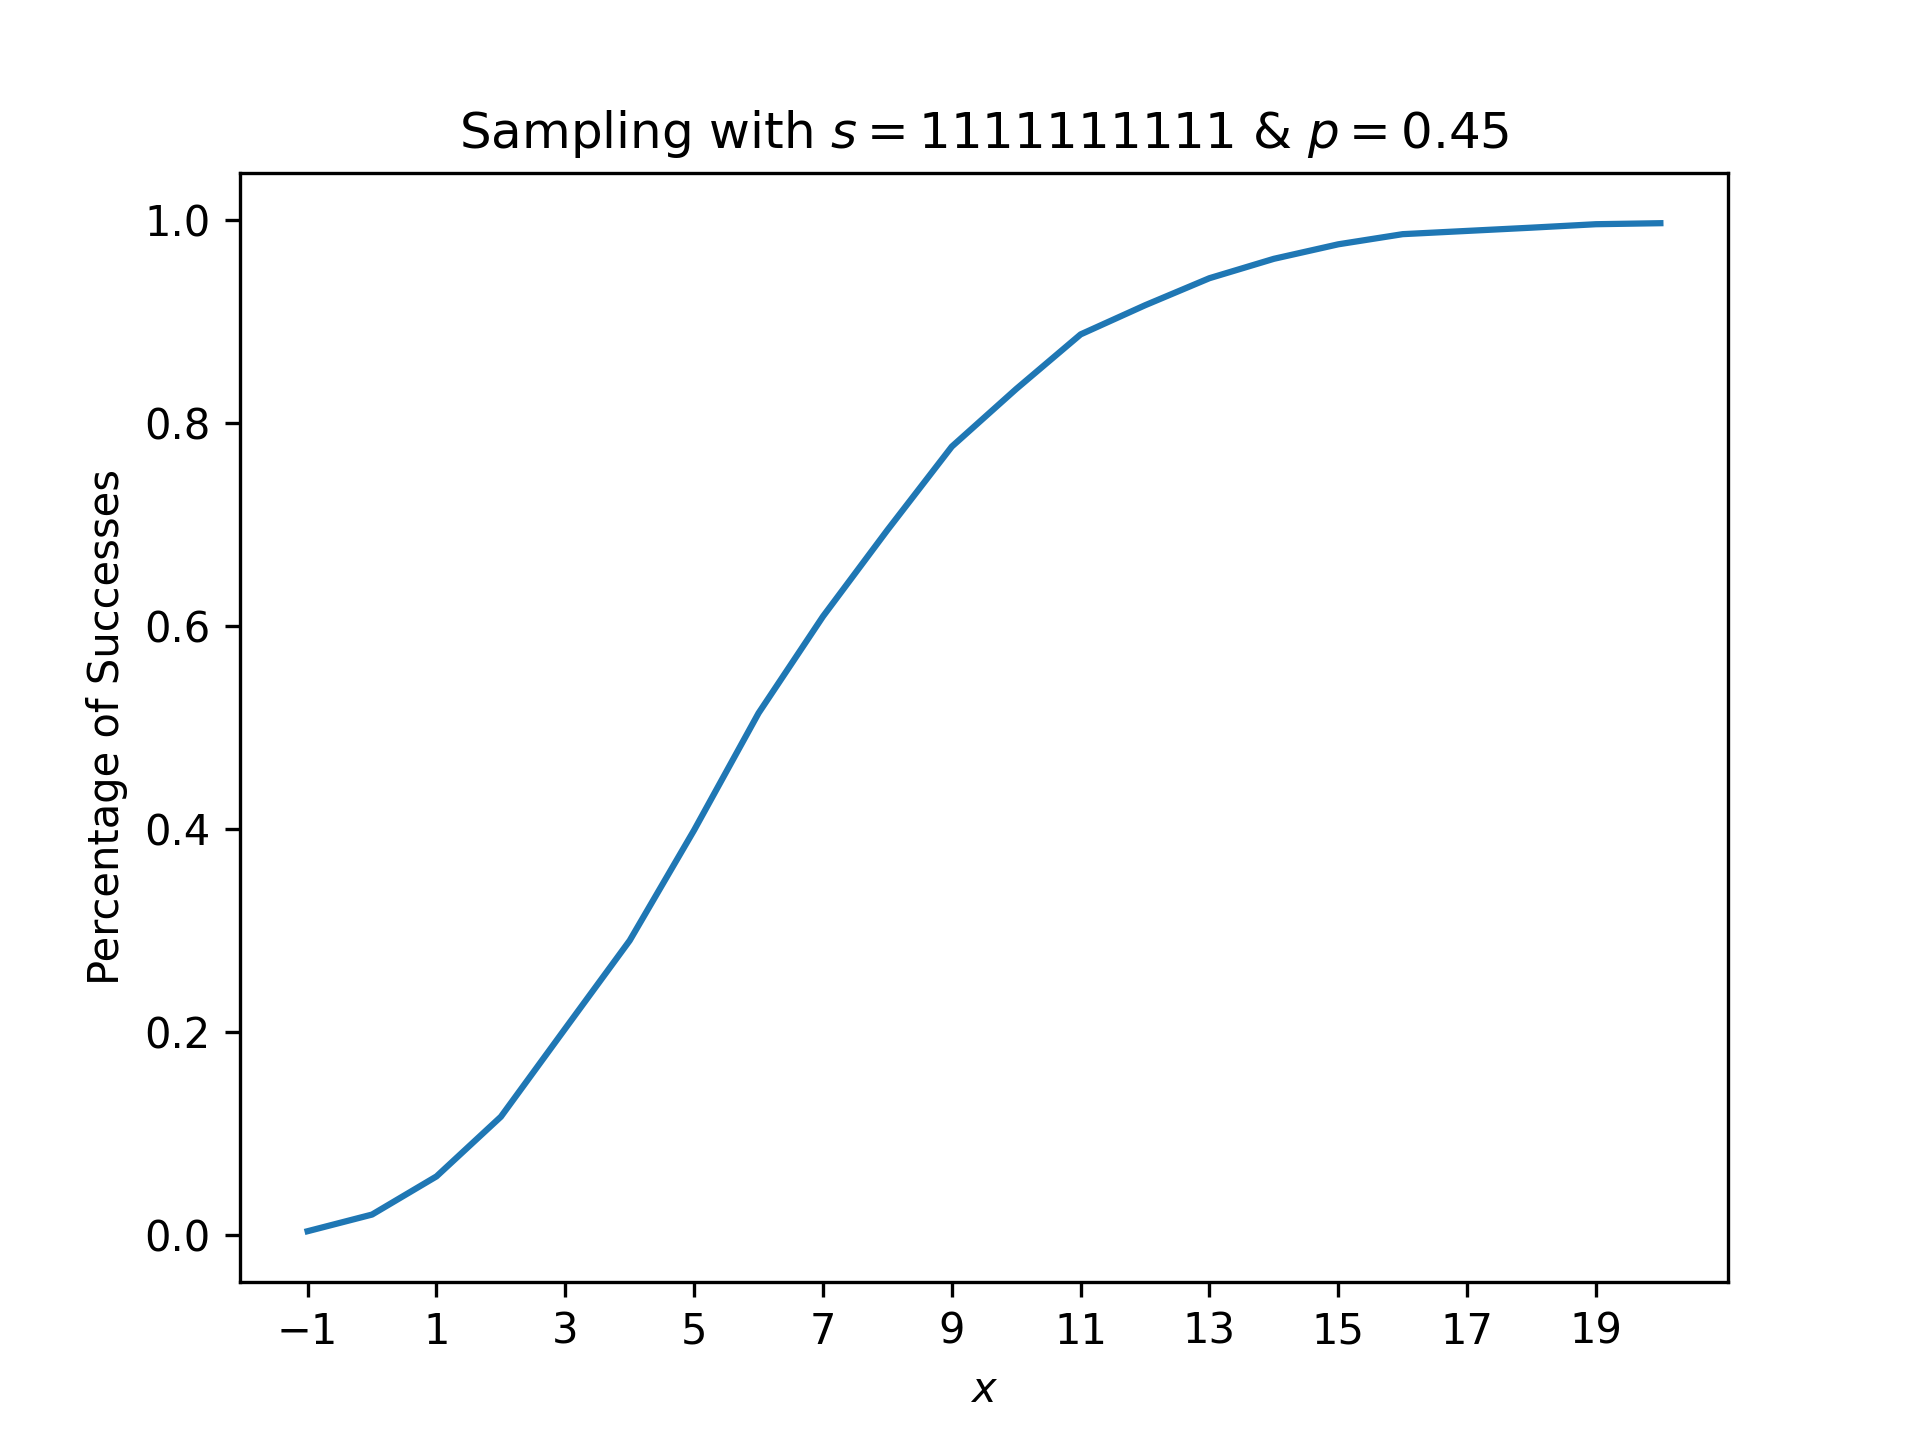 Sampling with s = 1111111111 & p = 0.45
Percentage of Successes
1.0
0.8
0.6
0.4
0.2
0.0
−1 1 3 5 7 9 11 13 15 17 19
x